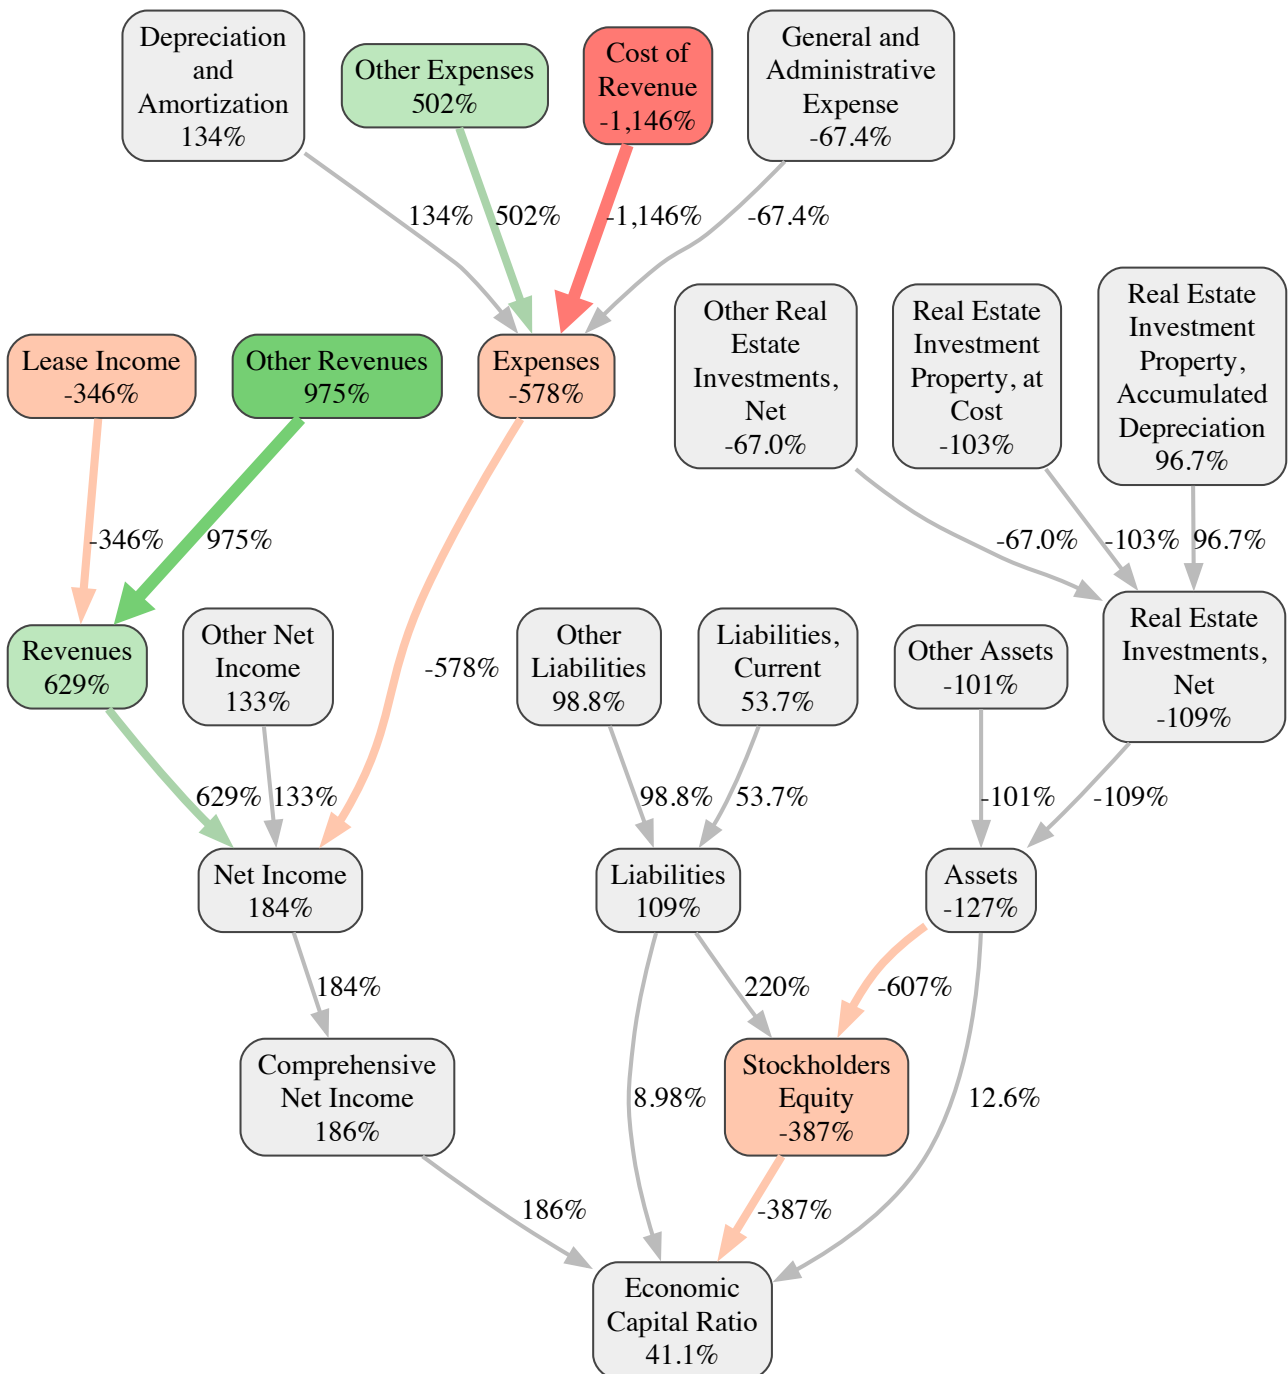 Depreciation
and
Amortization
134%
Other Expenses
502%
Cost of
Revenue
-1,146%
General and
Administrative
Expense
-67.4%
134%
502%
-1,146%
-67.4%
Lease Income
-346%
Other Revenues
975%
Expenses
-578%
Other Real
Estate
Investments,
Net
-67.0%
Real Estate
Investment
Property, at
Cost
-103%
Real Estate
Investment
Property,
Accumulated
Depreciation
96.7%
-346%
975%
-67.0%
-103%
96.7%
Revenues
629%
Other Net
Income
133%
-578%
Other
Liabilities
98.8%
Liabilities,
Current
53.7%
Other Assets
-101%
Real Estate
Investments,
Net
-109%
629%
133%
98.8%
53.7%
-101%
-109%
Net Income
184%
Liabilities
109%
Assets
-127%
184%
220%
-607%
Comprehensive
Net Income
186%
8.98%
Stockholders
Equity
-387%
12.6%
186%
-387%
Economic
Capital Ratio
41.1%